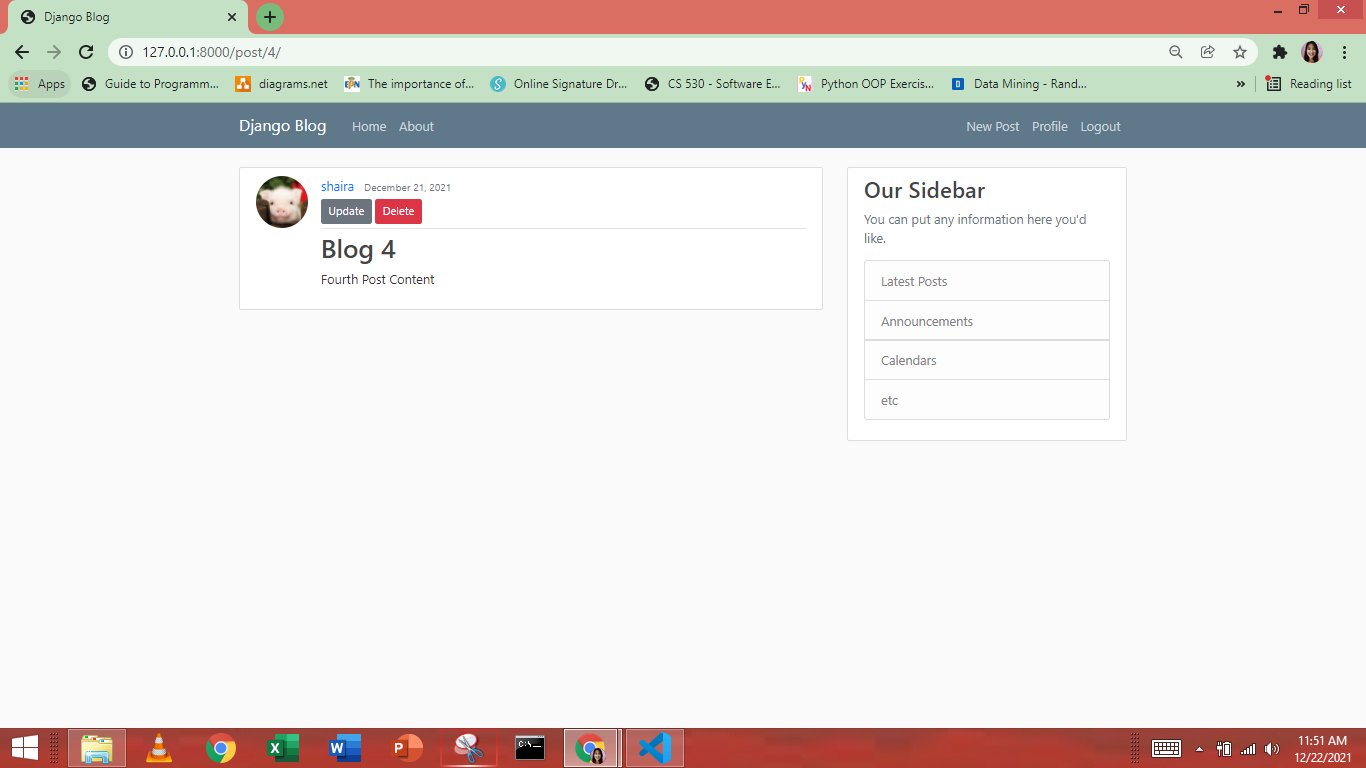 Django Blog
127.0.0.1:8000/post/4/
Apps Guide to Programm... diagrams.net The importance of... Online Signature Dr... CS 530 - Software E... Python OOP Exercis... Data Mining - Rand... » Reading list
Django Blog Home About New Post Profile Logout
shaira December 21, 2021
Update Delete
Blog 4
Fourth Post Content
Our Sidebar
You can put any information here you'd
like.
Latest Posts
Announcements
Calendars
etc
11:51 AM
12/22/2021